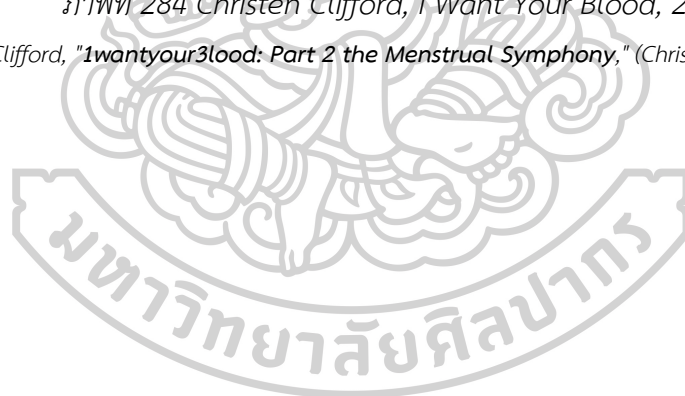 ภาพที่ 284 Christen Clifford, I Want Your Blood, 2
Clifford, "1wantyour3lood: Part 2 the Menstrual Symphony," (Chris
มหาวิทยาลัยศิลปากร